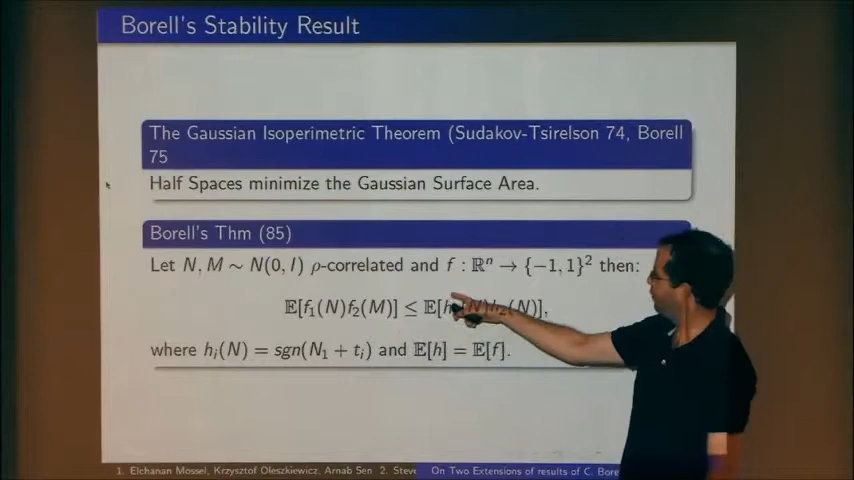 Borell's Stability Result
The Gaussian Isoperimetric Theorem (Sudakov-Tsirelson 74, Borell
75
Half Spaces minimize the Gaussian Surface Area.
Borell's Thm (85)
Let N, M ∼ N(0, I) ρ-correlated and f : ℝⁿ → {−1, 1}² then:
𝔼[f₁(N)f₂(M)] ≤ 𝔼[h₁(N)h₂(N)],
where hᵢ(N) = sgn(N₁ + tᵢ) and 𝔼[h] = 𝔼[f].
1. Elchanan Mossel, Krzysztof Oleszkiewicz, Arnab Sen 2. Steve On Two Extensions of results of C. Bore